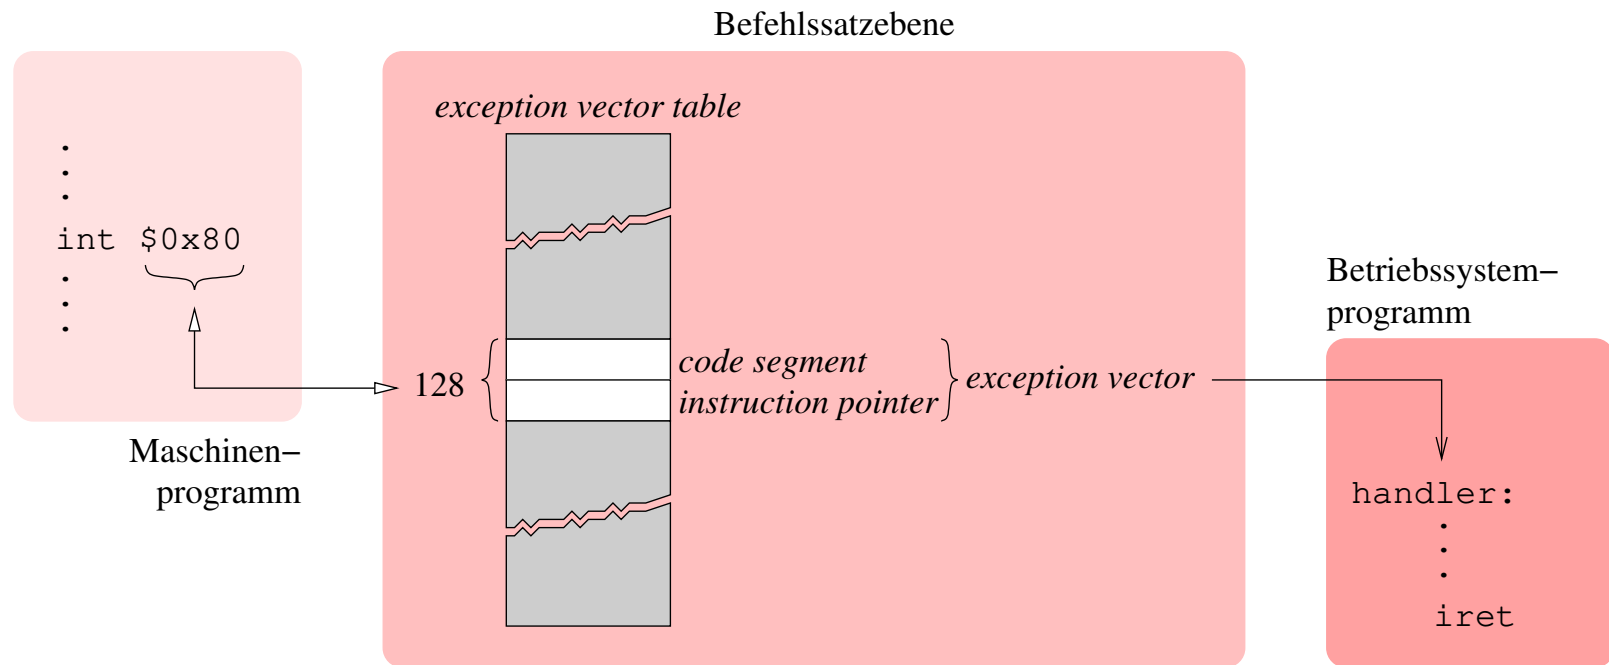 Befehlssatzebene
exception vector table
.
.
.
int $0x80
.
.
.
Maschinen–
programm
128
code segment
instruction pointer
exception vector
Betriebssystem–
programm
handler:
.
.
.
iret